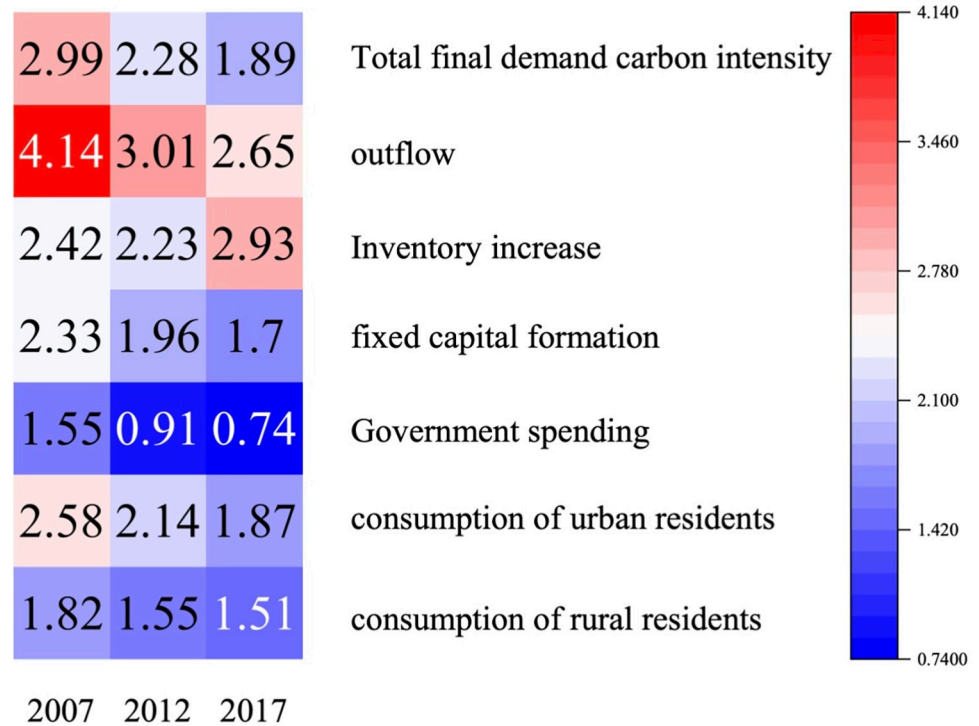 2.99 2.28 1.89 Total final demand carbon intensity
4.14 3.01 2.65 outflow
2.42 2.23 2.93 Inventory increase
2.33 1.96 1.7 fixed capital formation
1.55 0.91 0.74 Government spending
2.58 2.14 1.87 consumption of urban residents
1.82 1.55 1.51 consumption of rural residents
2007 2012 2017
4.140
3.460
2.780
2.100
1.420
0.7400